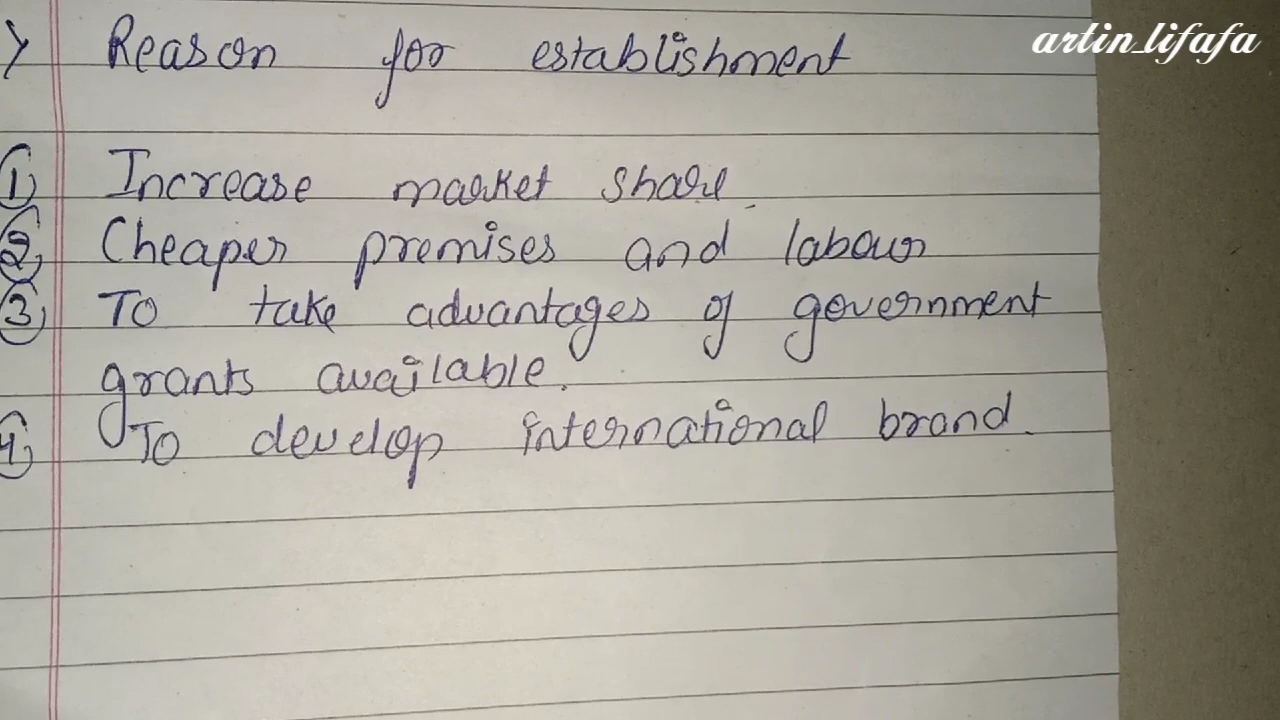 artin_lifafa
> Reason for establishment
1) Increase market share.
2) Cheaper premises and labour
3) To take advantages of government
grants available.
4) To develop international brand.